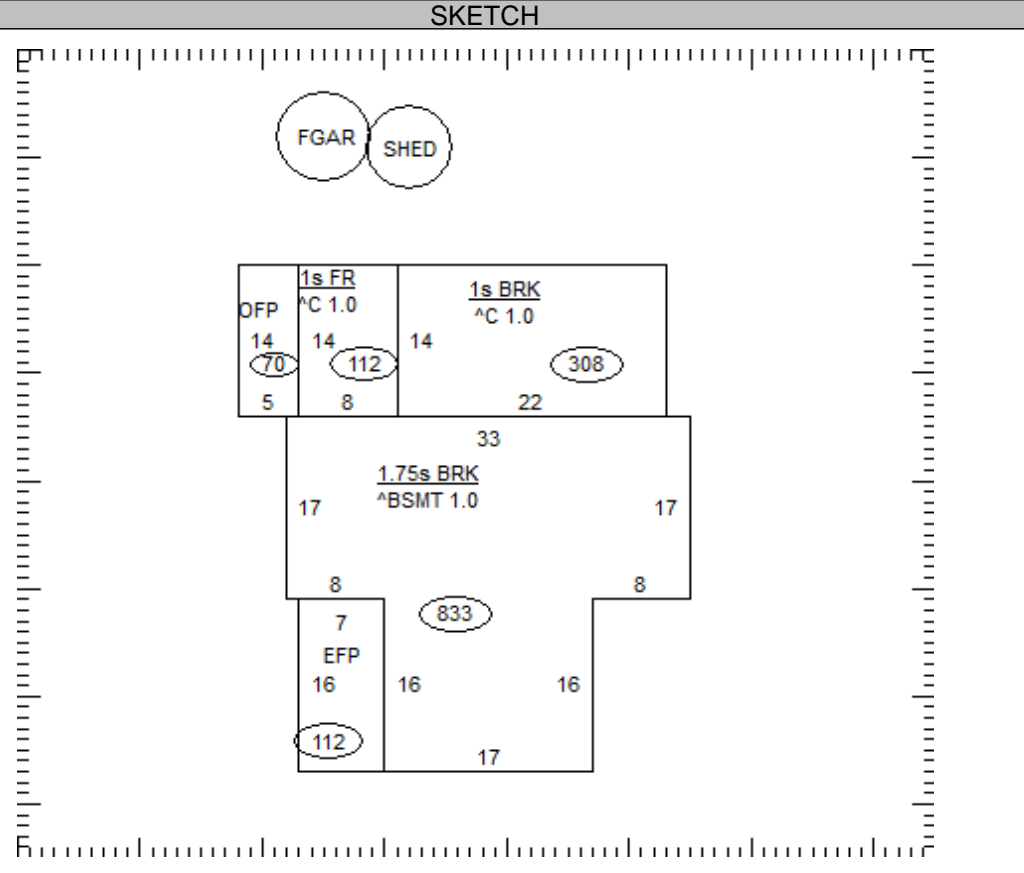 SKETCH
FGAR
SHED
1s FR
^C 1.0
1s BRK
^C 1.0
OFP
14
14
14
70
112
308
5
8
22
33
1.75s BRK
^BSMT 1.0
17
17
8
8
833
7
EFP
16
16
16
112
17